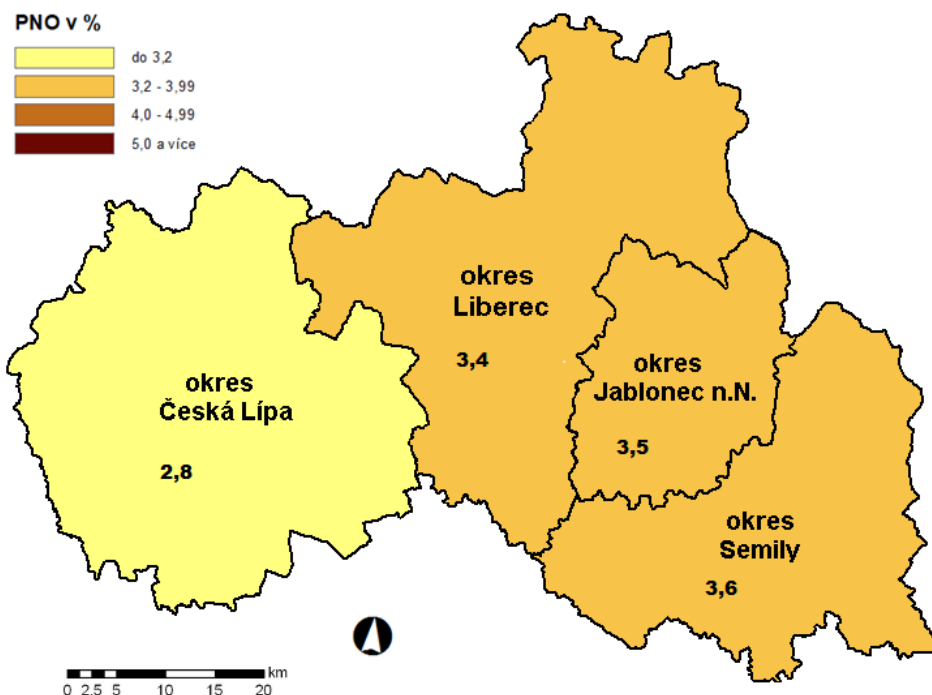 PNO v %
do 3,2
3,2 - 3,99
4,0 - 4,99
5,0 a více
okres
Liberec
3,4
okres
Jablonec n.N.
3,5
okres
Česká Lípa
2,8
okres
Semily
3,6
km
0 2,5 5 10 15 20